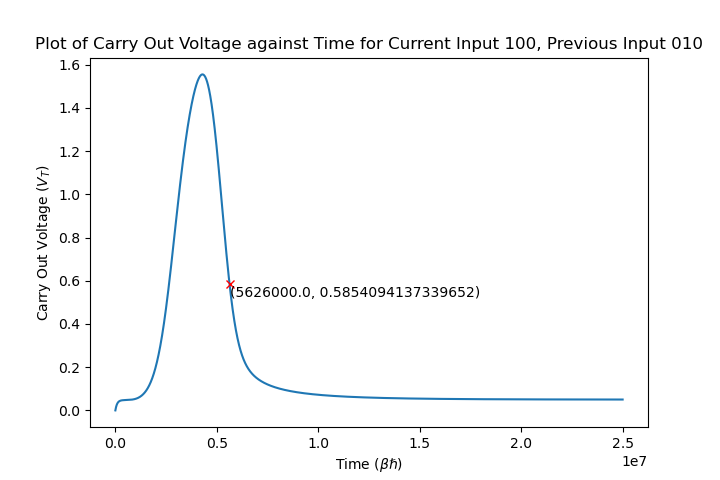 Plot of Carry Out Voltage against Time for Current Input 100, Previous Input 010
1.6
1.4
1.2
1.0
0.8
0.6
0.4
0.2
0.0
Carry Out Voltage (V_T)
(5626000.0, 0.5854094137339652)
0.0 0.5 1.0 1.5 2.0 2.5
1e7
Time (βħ)